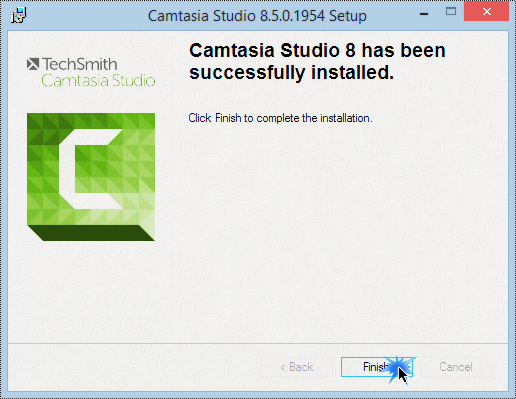 Camtasia Studio 8.5.0.1954 Setup
TechSmith
Camtasia Studio
Camtasia Studio 8 has been
successfully installed.
Click Finish to complete the installation.
< Back
Finish
Cancel